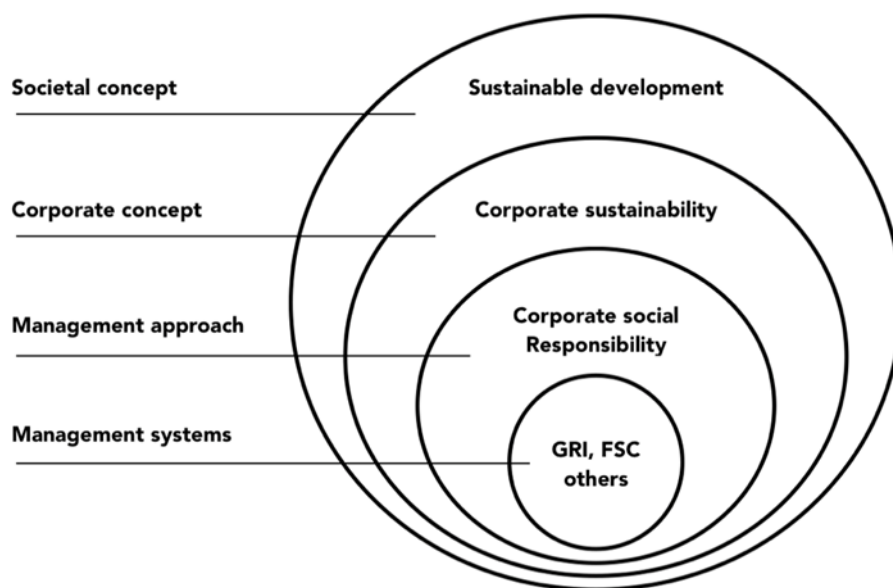 Societal concept
Sustainable development
Corporate concept
Corporate sustainability
Management approach
Corporate social
Responsibility
Management systems
GRI, FSC
others